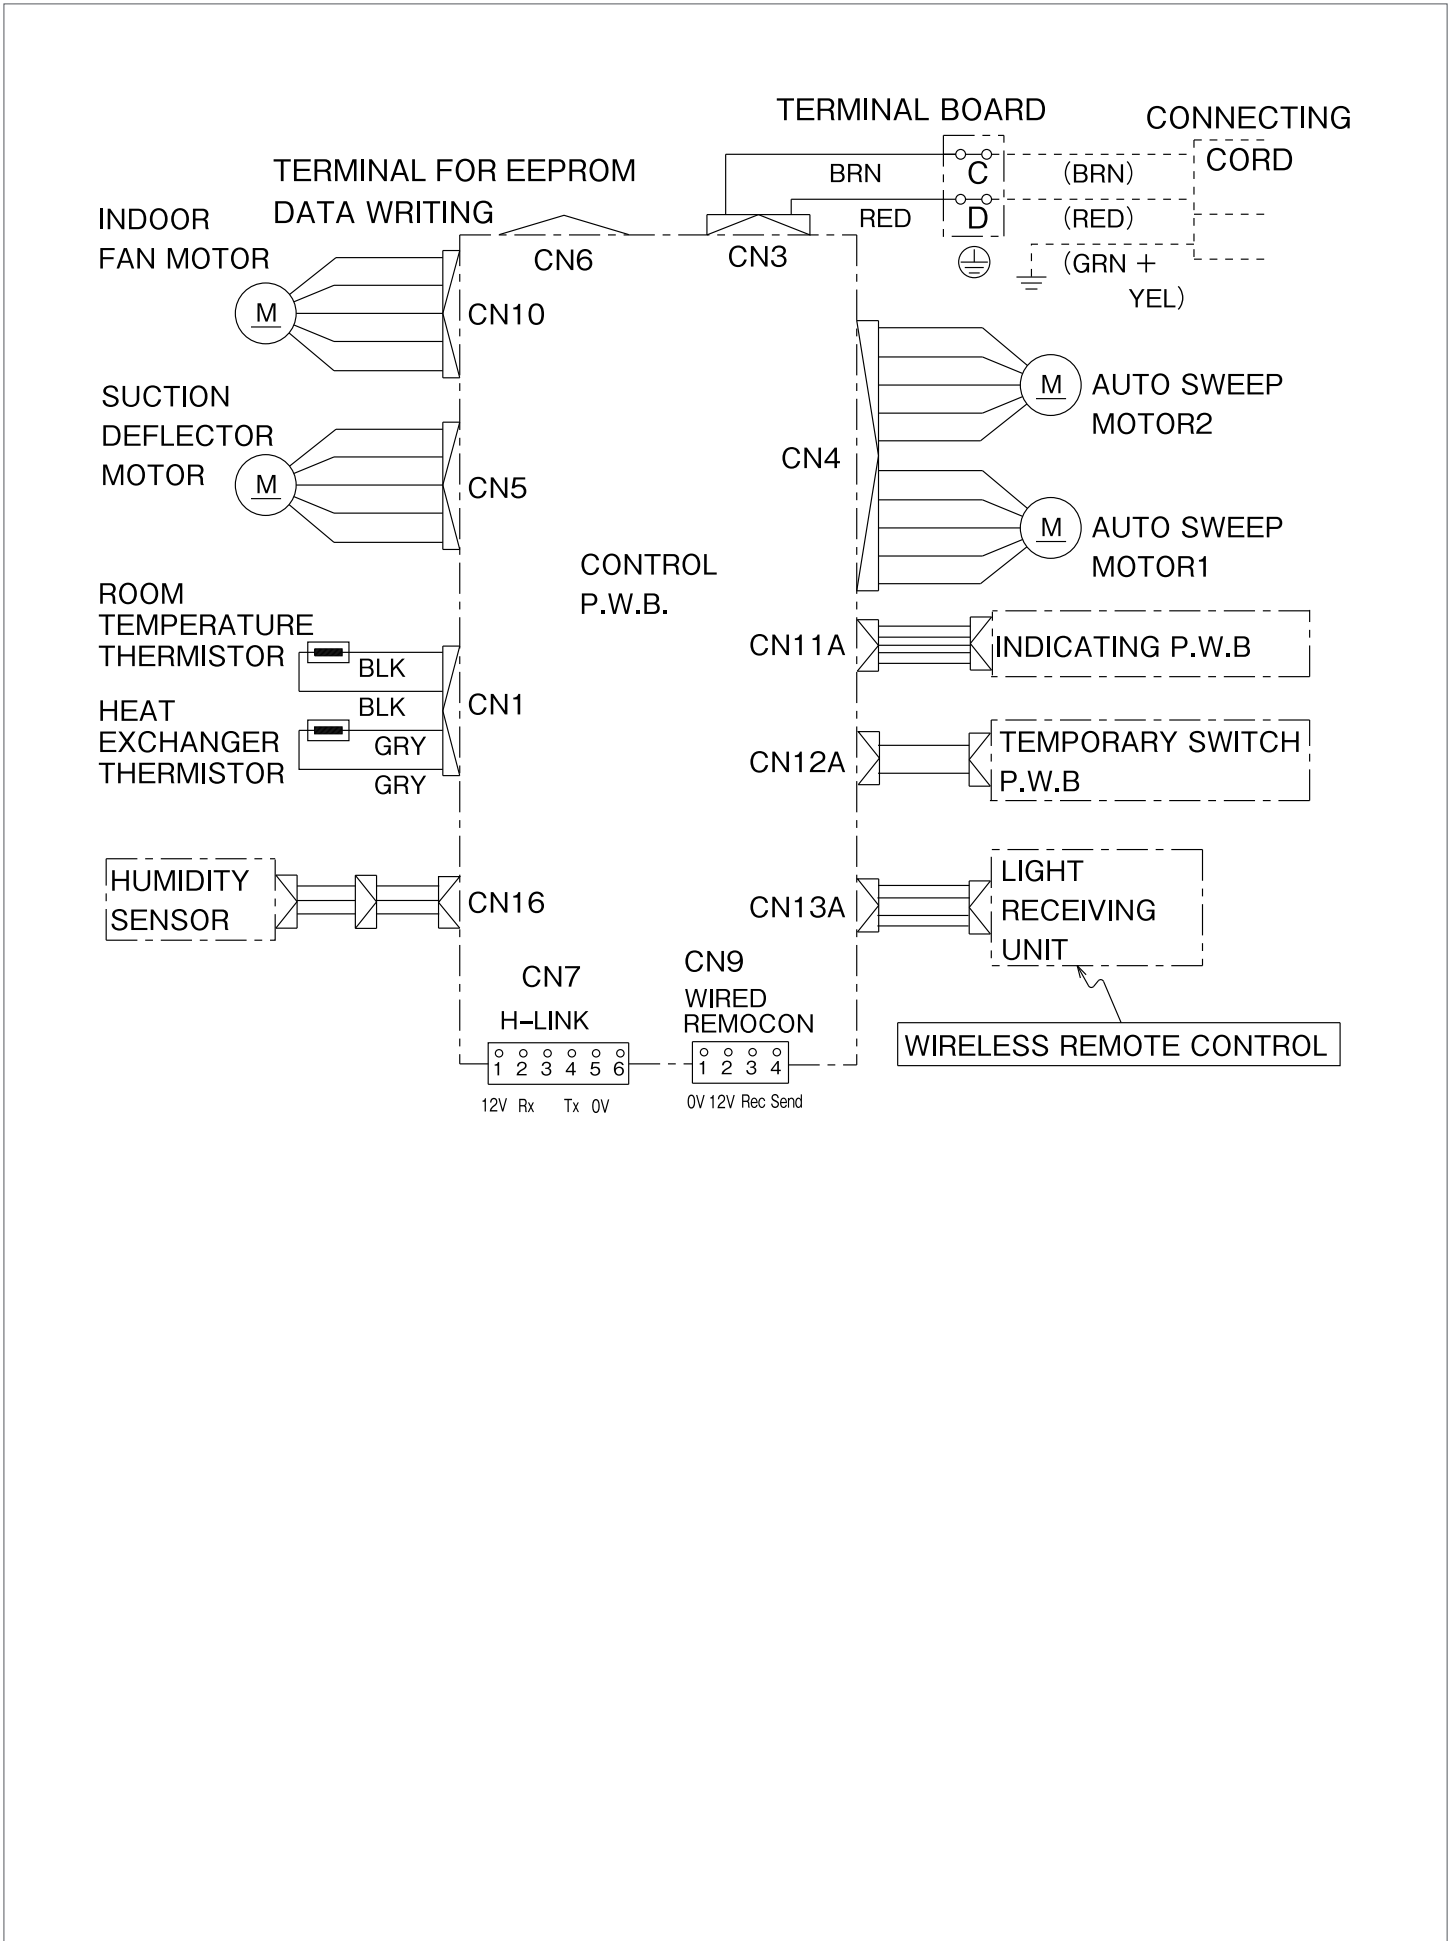 TERMINAL BOARD
CONNECTING
CORD
TERMINAL FOR EEPROM
DATA WRITING
BRN
C
(BRN)
RED
D
(RED)
(GRN +
YEL)
INDOOR
FAN MOTOR
M
CN6
CN3
CN10
SUCTION
DEFLECTOR
MOTOR
M
CN5
M
AUTO SWEEP
MOTOR2
CN4
M
AUTO SWEEP
MOTOR1
CONTROL
P.W.B.
ROOM
TEMPERATURE
THERMISTOR
BLK
BLK
CN1
HEAT
EXCHANGER
THERMISTOR
GRY
GRY
CN11A
INDICATING P.W.B
CN12A
TEMPORARY SWITCH
P.W.B
HUMIDITY
SENSOR
CN16
CN13A
LIGHT
RECEIVING
UNIT
CN7
H-LINK
1 2 3 4 5 6
12V Rx Tx 0V
CN9
WIRED
REMOCON
1 2 3 4
0V 12V Rec Send
WIRELESS REMOTE CONTROL